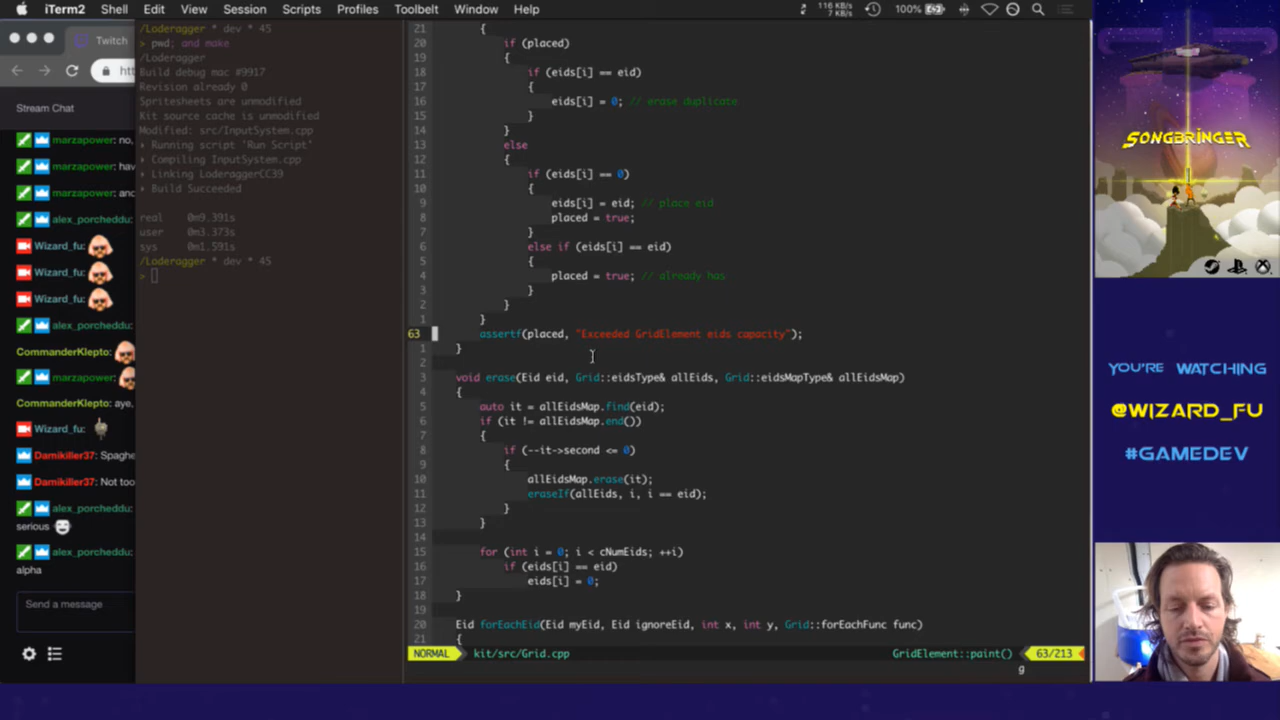 iTerm2 Shell Edit View Session Scripts Profiles Toolbelt Window Help
116 KB/s
7 KB/s
100%
Twitch
Stream Chat
marzapower: no,
marzapower: hav
marzapower: and
alex_porcheddu:
Wizard_fu:
Wizard_fu:
Wizard_fu:
alex_porcheddu:
CommanderKlepto:
marzapower:
CommanderKlepto: aye,
Wizard_fu:
Damikiller37: Spaghe
Damikiller37: Not too
alex_porcheddu:
serious
alex_porcheddu:
alpha
Send a message
/Loderagger * dev * 45
> pwd; and make
/Loderagger
Build debug mac #9917
Revision already 0
Spritesheets are unmodified
Kit source cache is unmodified
Modified: src/InputSystem.cpp
▸ Running script 'Run Script'
▸ Compiling InputSystem.cpp
▸ Linking LoderaggerCC39
▸ Build Succeeded
real 0m9.391s
user 0m3.373s
sys 0m1.591s
/Loderagger * dev * 45
>
21 {
20 if (placed)
19 {
18 if (eids[i] == eid)
17 {
16 eids[i] = 0; // erase duplicate
15 }
14 }
13 else
12 {
11 if (eids[i] == 0)
10 {
9 eids[i] = eid; // place eid
8 placed = true;
7 }
6 else if (eids[i] == eid)
5 {
4 placed = true; // already has
3 }
2 }
1 }
63 assertf(placed, "Exceeded GridElement eids capacity");
1 }
2
3 void erase(Eid eid, Grid::eidsType& allEids, Grid::eidsMapType& allEidsMap)
4 {
5 auto it = allEidsMap.find(eid);
6 if (it != allEidsMap.end())
7 {
8 if (--it->second <= 0)
9 {
10 allEidsMap.erase(it);
11 eraseIf(allEids, i, i == eid);
12 }
13 }
14
15 for (int i = 0; i < cNumEids; ++i)
16 if (eids[i] == eid)
17 eids[i] = 0;
18 }
19
20 Eid forEachEid(Eid myEid, Eid ignoreEid, int x, int y, Grid::forEachFunc func)
21 {
NORMAL kit/src/Grid.cpp GridElement::paint() 63/213
g
SONGBRINGER
YOU'RE WATCHING
@WIZARD_FU
#GAMEDEV